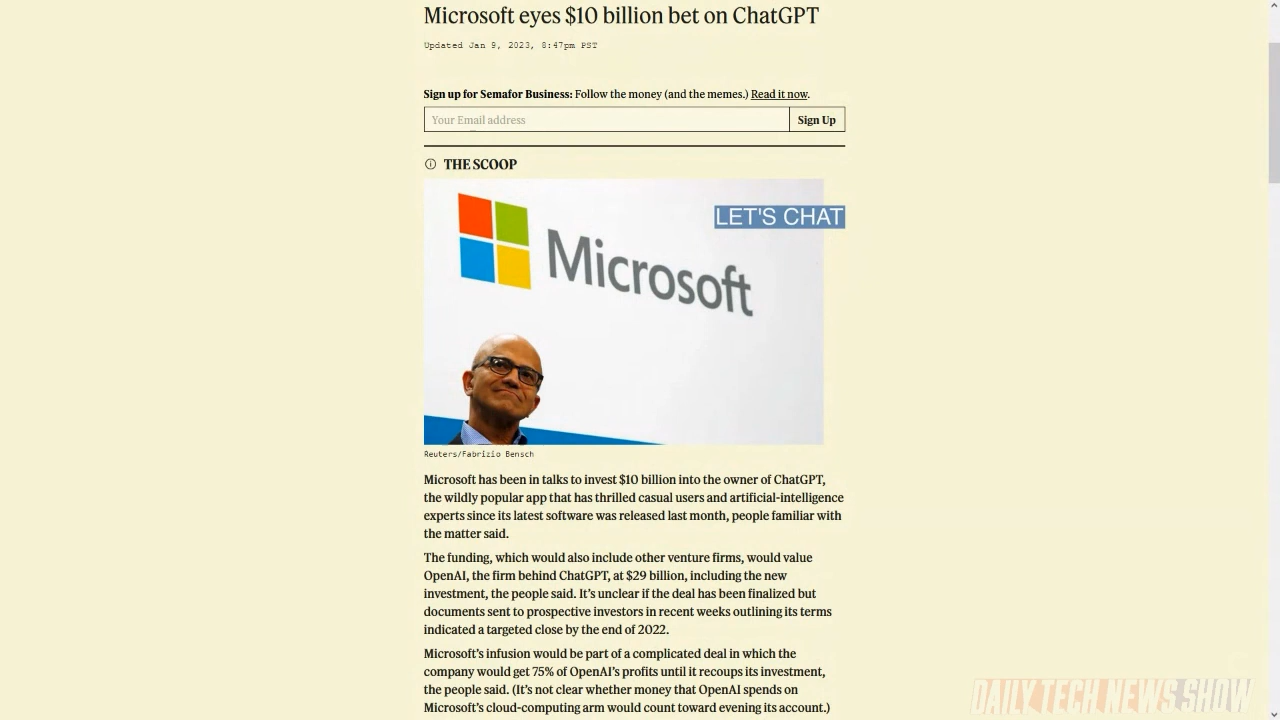 Microsoft eyes $10 billion bet on ChatGPT
Updated Jan 9, 2023, 8:47pm PST
Sign up for Semafor Business: Follow the money (and the memes.) Read it now.
Your Email address
Sign Up
THE SCOOP
LET'S CHAT
Microsoft
Reuters/Fabrizio Bensch
Microsoft has been in talks to invest $10 billion into the owner of ChatGPT,
the wildly popular app that has thrilled casual users and artificial-intelligence
experts since its latest software was released last month, people familiar with
the matter said.
The funding, which would also include other venture firms, would value
OpenAI, the firm behind ChatGPT, at $29 billion, including the new
investment, the people said. It’s unclear if the deal has been finalized but
documents sent to prospective investors in recent weeks outlining its terms
indicated a targeted close by the end of 2022.
Microsoft’s infusion would be part of a complicated deal in which the
company would get 75% of OpenAI’s profits until it recoups its investment,
the people said. (It’s not clear whether money that OpenAI spends on
Microsoft’s cloud-computing arm would count toward evening its account.)
DAILY TECH NEWS SHOW